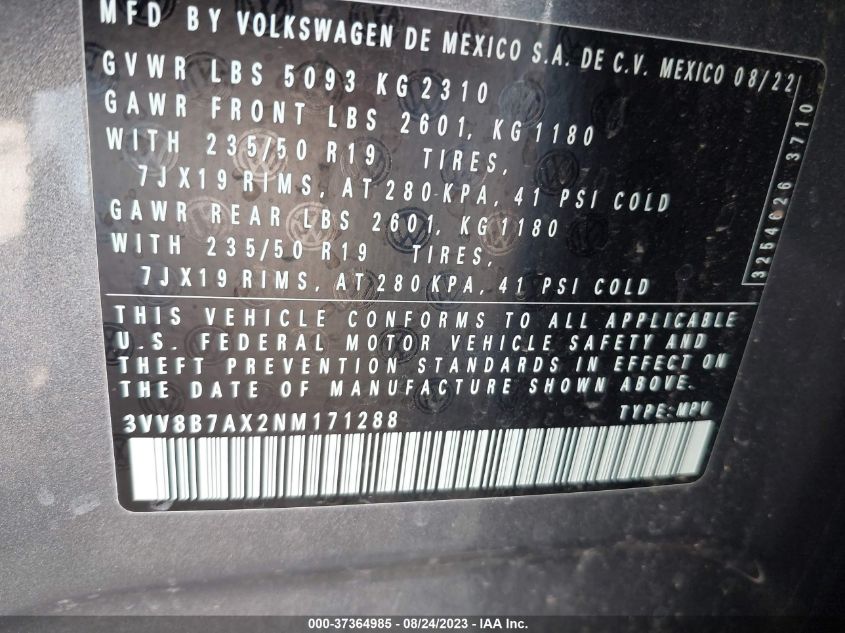 MFD BY VOLKSWAGEN DE MEXICO S.A. DE C.V. MEXICO 08/22
GVWR LBS 5093 KG 2310
GAWR FRONT LBS 2601, KG1180
WITH 235/50 R19 TIRES,
7JX19 RIMS, AT 280 KPA, 41 PSI COLD
GAWR REAR LBS 2601, KG1180
WITH 235/50 R19 TIRES,
7JX19 RIMS, AT 280 KPA, 41 PSI COLD
THIS VEHICLE CONFORMS TO ALL APPLICABLE
U.S. FEDERAL MOTOR VEHICLE SAFETY AND
THEFT PREVENTION STANDARDS IN EFFECT ON
THE DATE OF MANUFACTURE SHOWN ABOVE.
3VV8B7AX2NM171288 TYPE:MPV
3254626 3710
000-37364985 - 08/24/2023 - IAA Inc.